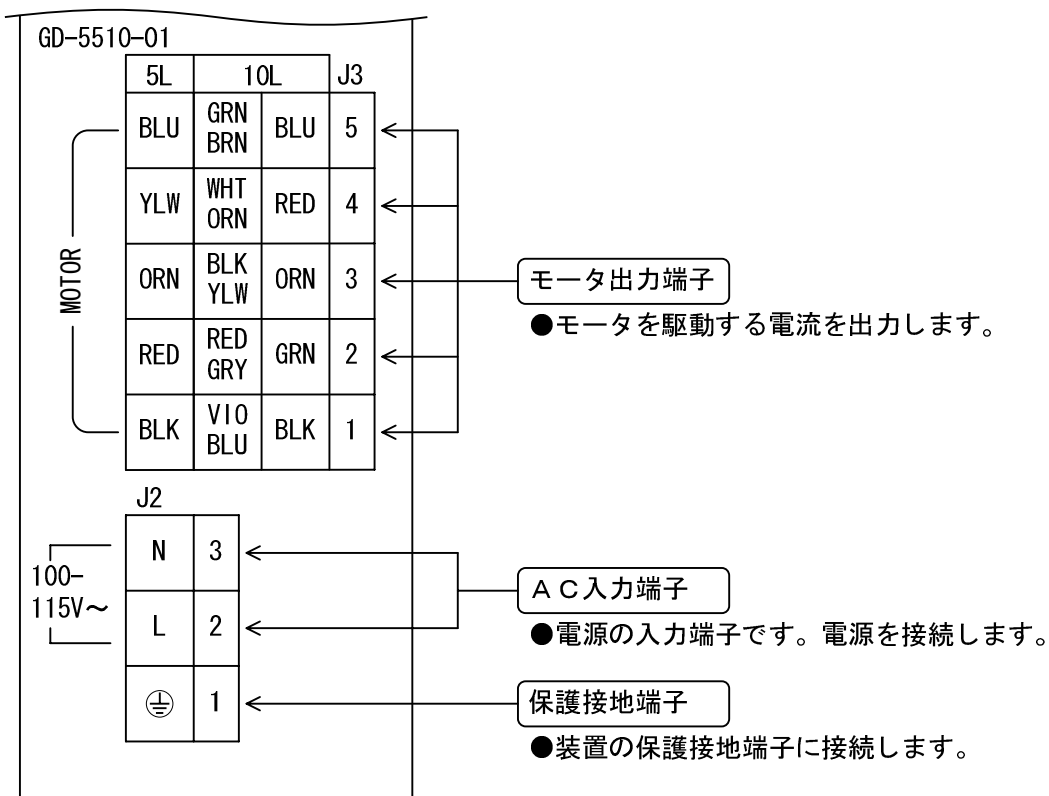 GD-5510-01
5L 10L J3
BLU GRN BRN BLU 5
YLW WHT ORN RED 4
ORN BLK YLW ORN 3
RED RED GRY GRN 2
BLK VIO BLU BLK 1
MOTOR
モータ出力端子
●モータを駆動する電流を出力します。
J2
N 3
L 2
1
100-
115V~
AC入力端子
●電源の入力端子です。電源を接続します。
保護接地端子
●装置の保護接地端子に接続します。